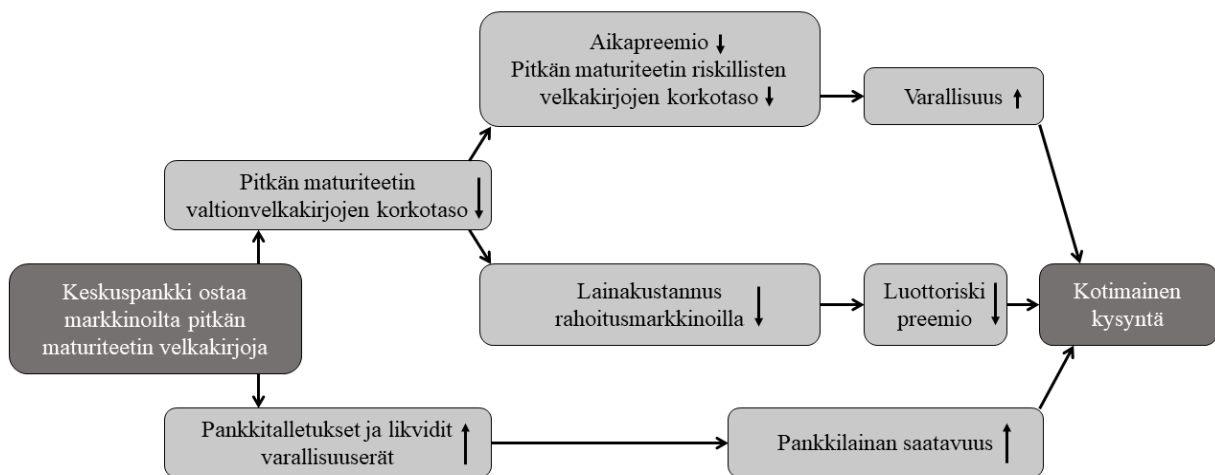 Aikapreemio
Pitkän maturiteetin riskillisten
velkakirjojen korkotaso
Varallisuus
Pitkän maturiteetin
valtionvelkakirjojen korkotaso
Keskuspankki ostaa
markkinoilta pitkän
maturiteetin velkakirjoja
Lainakustannus
rahoitusmarkkinoilla
Luottoriski
preemio
Kotimainen
kysyntä
Pankkitalletukset ja likvidit
varallisuuserät
Pankkilainan saatavuus